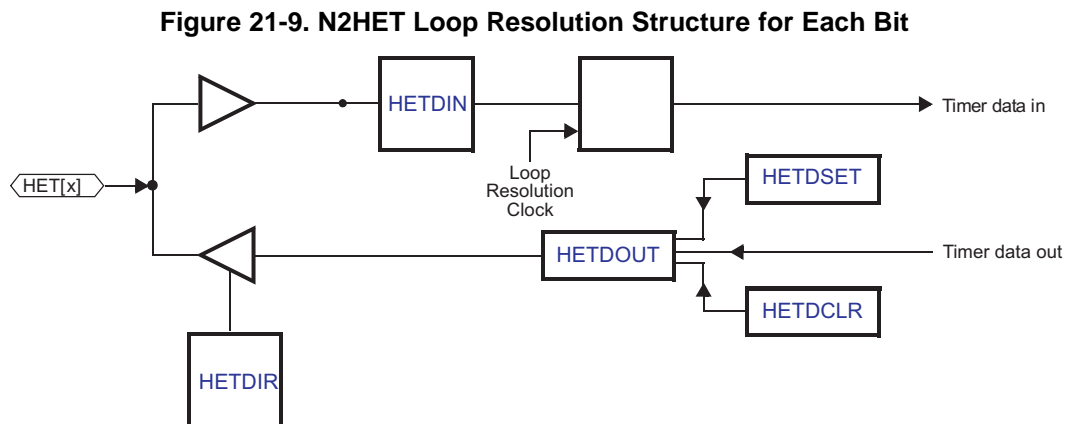 Figure 21-9. N2HET Loop Resolution Structure for Each Bit
HETDIN
Timer data in
Loop
Resolution
Clock
HET[x]
HETDSET
HETDOUT
Timer data out
HETDCLR
HETDIR